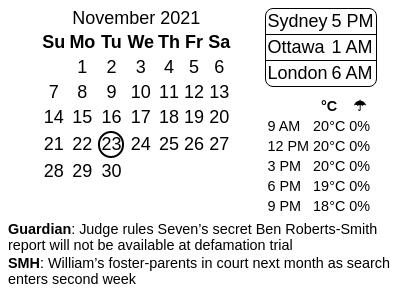 November 2021
Su Mo Tu We Th Fr Sa
1 2 3 4 5 6
7 8 9 10 11 12 13
14 15 16 17 18 19 20
21 22 23 24 25 26 27
28 29 30
Sydney 5 PM
Ottawa 1 AM
London 6 AM
°C ☂
9 AM 20°C 0%
12 PM 20°C 0%
3 PM 20°C 0%
6 PM 19°C 0%
9 PM 18°C 0%
Guardian: Judge rules Seven’s secret Ben Roberts-Smith
report will not be available at defamation trial
SMH: William’s foster-parents in court next month as search
enters second week